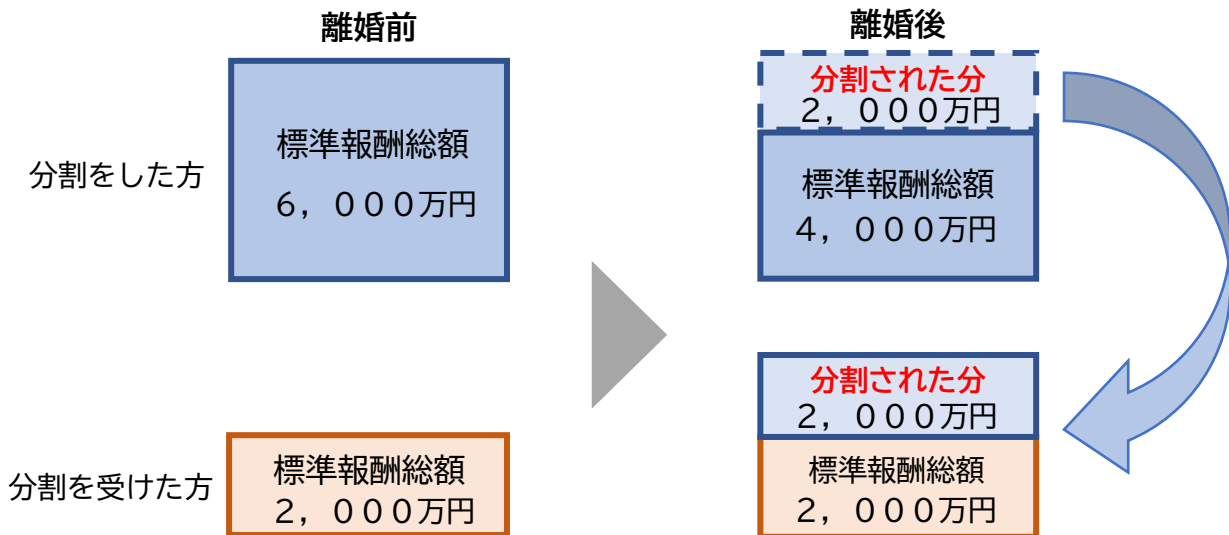 離婚前
離婚後
分割をした方
標準報酬総額
６，０００万円
分割された分
２，０００万円
標準報酬総額
４，０００万円
分割を受けた方
標準報酬総額
２，０００万円
分割された分
２，０００万円
標準報酬総額
２，０００万円